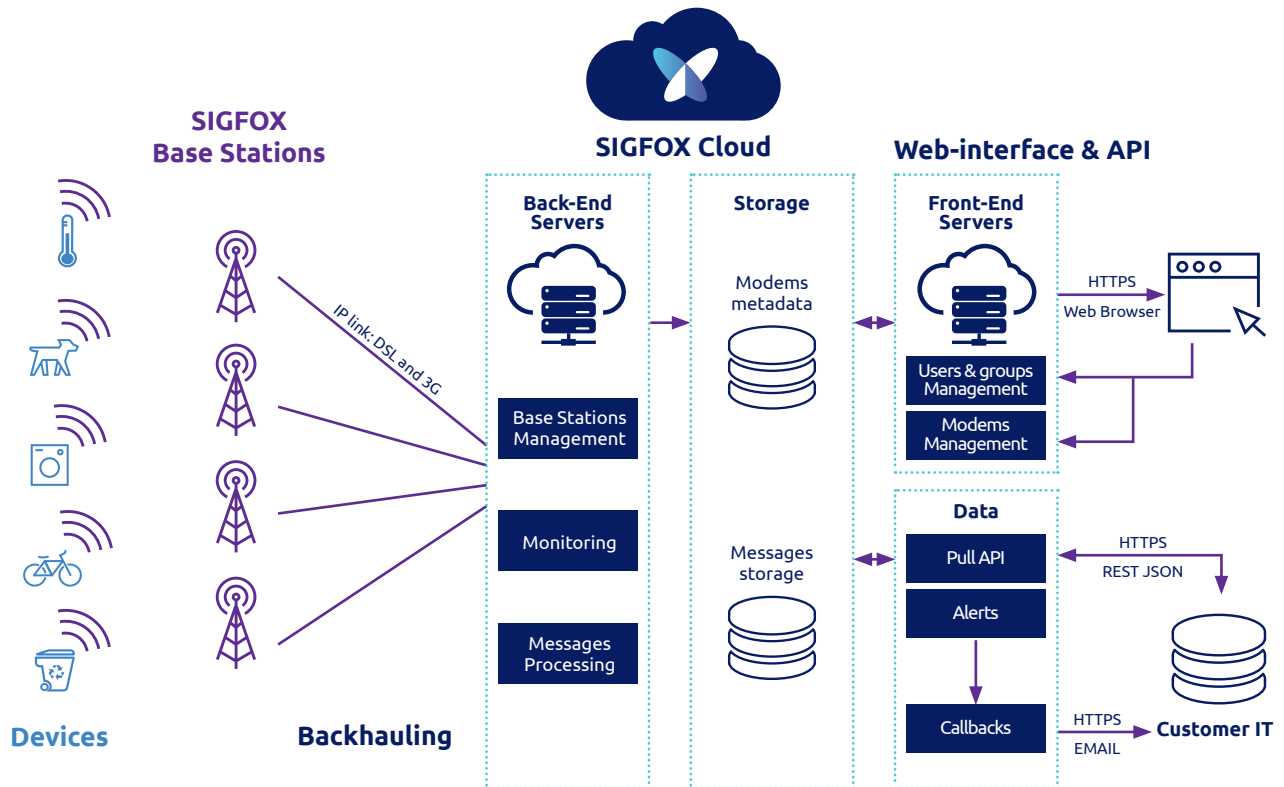 SIGFOX
Base Stations
SIGFOX Cloud
Web-interface & API
Back-End
Servers
Storage
Front-End
Servers
IP link: DSL and 3G
Modems
metadata
HTTPS
Web Browser
Users & groups
Management
Modems
Management
Base Stations
Management
Monitoring
Messages
Processing
Messages
storage
Data
Pull API
Alerts
Callbacks
HTTPS
REST JSON
HTTPS
EMAIL
Customer IT
Devices
Backhauling